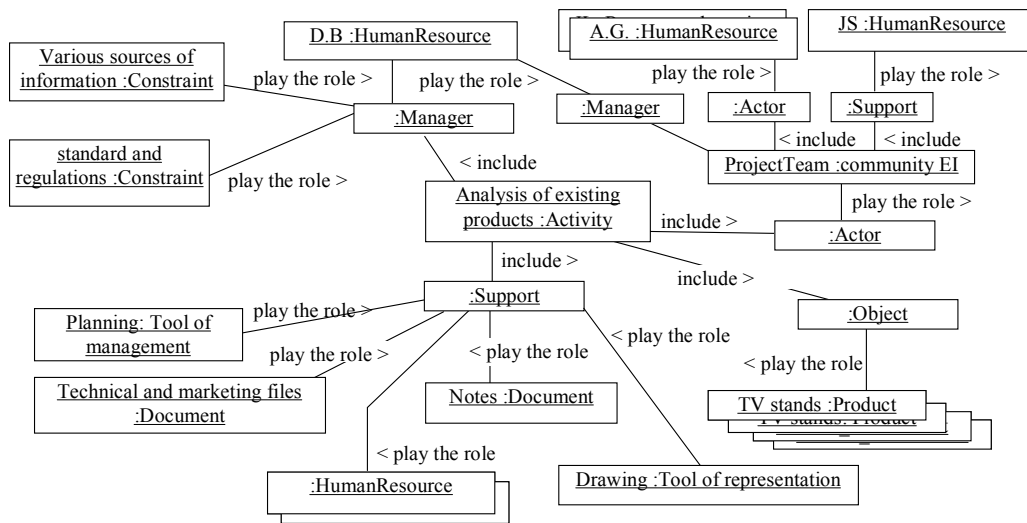 D.B :HumanResource
A.G. :HumanResource
JS :HumanResource
Various sources of
information :Constraint
play the role >
play the role >
play the role >
play the role >
:Manager
:Manager
:Actor
:Support
< include
< include
standard and
regulations :Constraint
play the role >
< include
ProjectTeam :community EI
Analysis of existing
products :Activity
play the role >
include >
:Actor
include >
include >
:Support
:Object
play the role >
Planning: Tool of
management
play the role >
< play the role
< play the role
< play the role
Technical and marketing files
:Document
Notes :Document
TV stands :Product
TV stands: Product
< play the role
:HumanResource
Drawing :Tool of representation